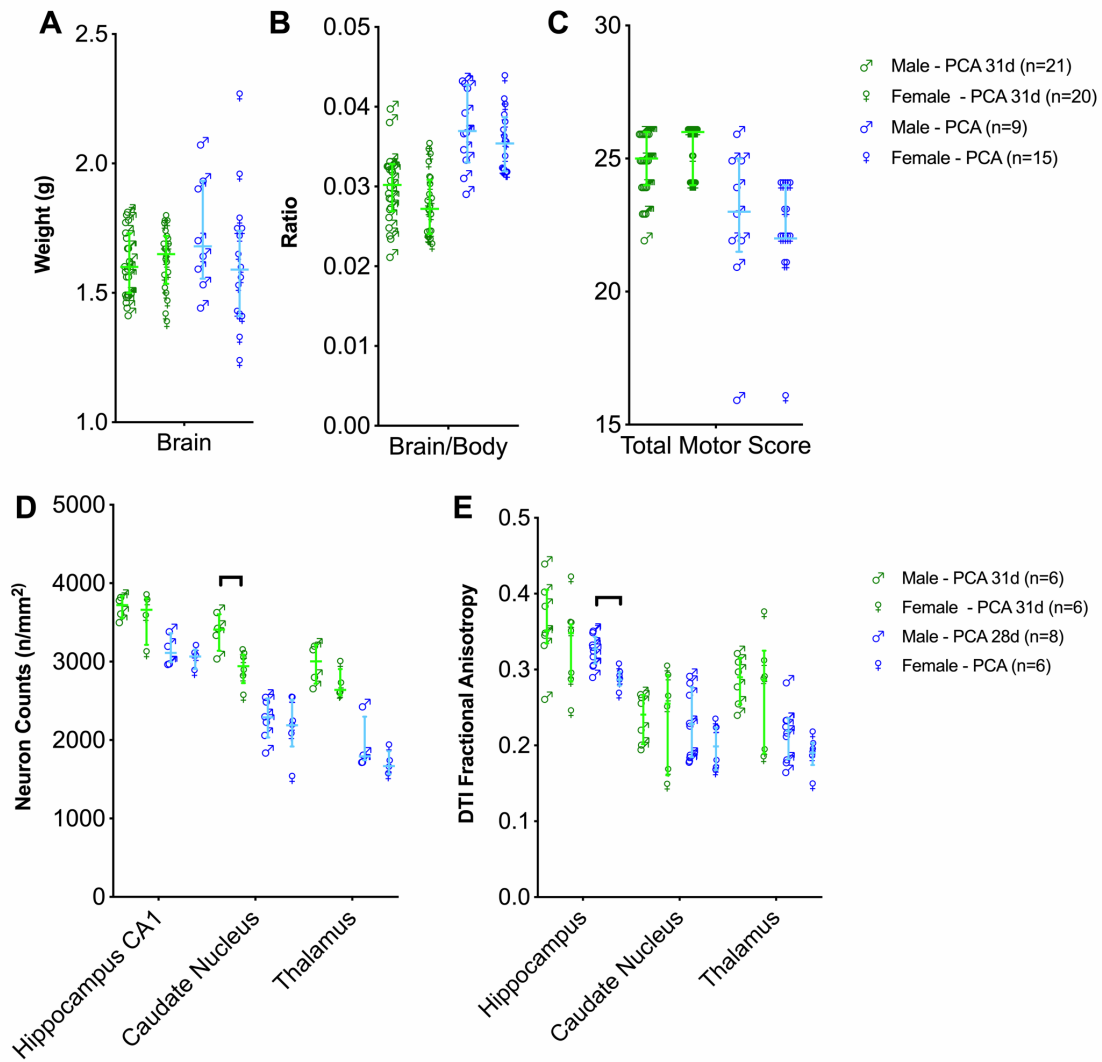 A
B
C
2.5
2.0
1.5
1.0
Weight (g)
Brain
0.05
0.04
0.03
0.02
0.01
0.00
Ratio
Brain/Body
30
25
20
15
Total Motor Score
♂ Male - PCA 31d (n=21)
♀ Female - PCA 31d (n=20)
♂ Male - PCA (n=9)
♀ Female - PCA (n=15)
D
E
5000
4000
3000
2000
1000
0
Neuron Counts (n/mm²)
Hippocampus CA1
Caudate Nucleus
Thalamus
0.5
0.4
0.3
0.2
0.1
0.0
DTI Fractional Anisotropy
Hippocampus
Caudate Nucleus
Thalamus
♂ Male - PCA 31d (n=6)
♀ Female - PCA 31d (n=6)
♂ Male - PCA 28d (n=8)
♀ Female - PCA (n=6)